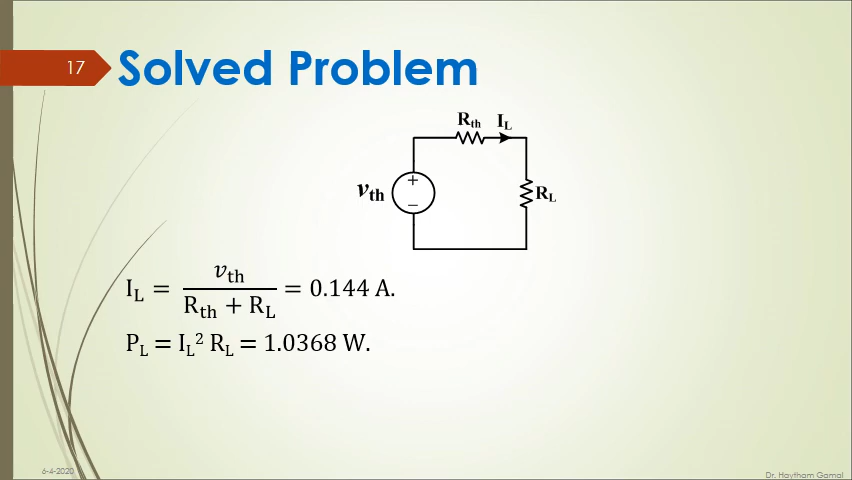 17
Solved Problem
Rth IL
vth
+
−
RL
IL = vth / (Rth + RL) = 0.144 A.
PL = IL² RL = 1.0368 W.
6-4-2020
Dr. Haytham Gamal